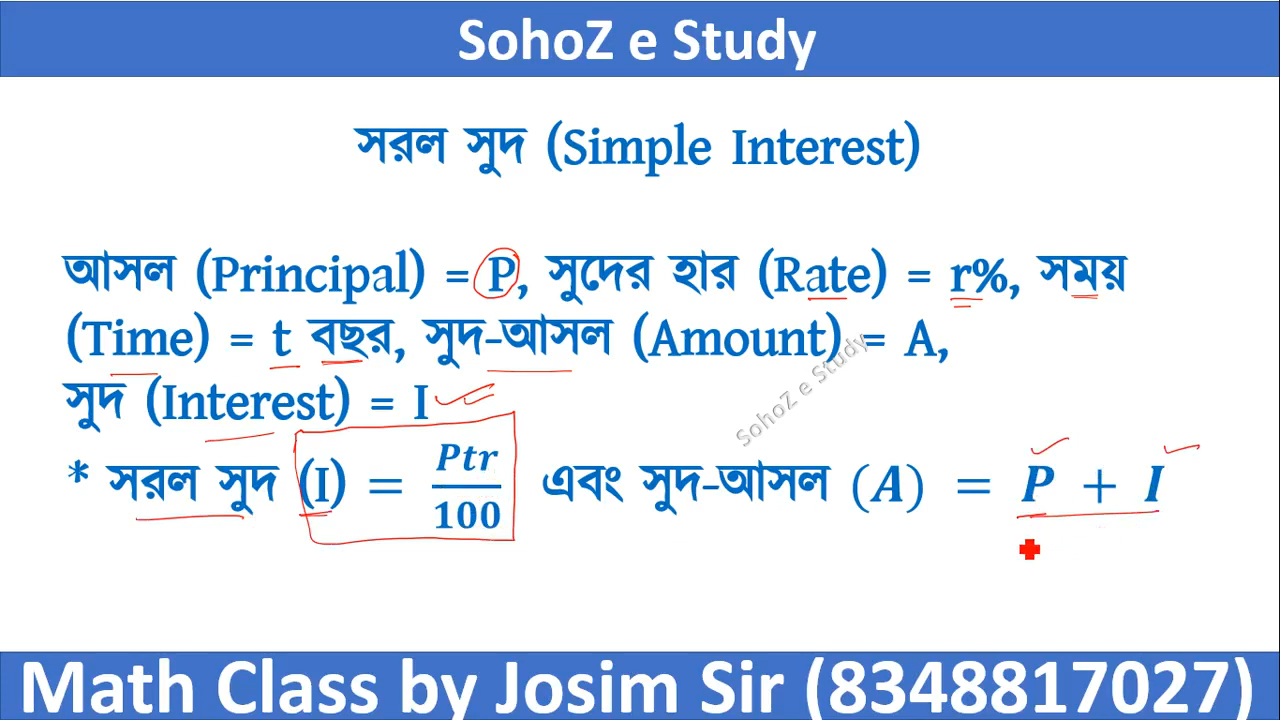 SohoZ e Study
সরল সুদ (Simple Interest)
আসল (Principal) = P, সুদের হার (Rate) = r%, সময়
(Time) = t বছর, সুদ-আসল (Amount) = A,
সুদ (Interest) = I
* সরল সুদ (I) = Ptr/100 এবং সুদ-আসল (A) = P + I
SohoZ e Study
Math Class by Josim Sir (8348817027)